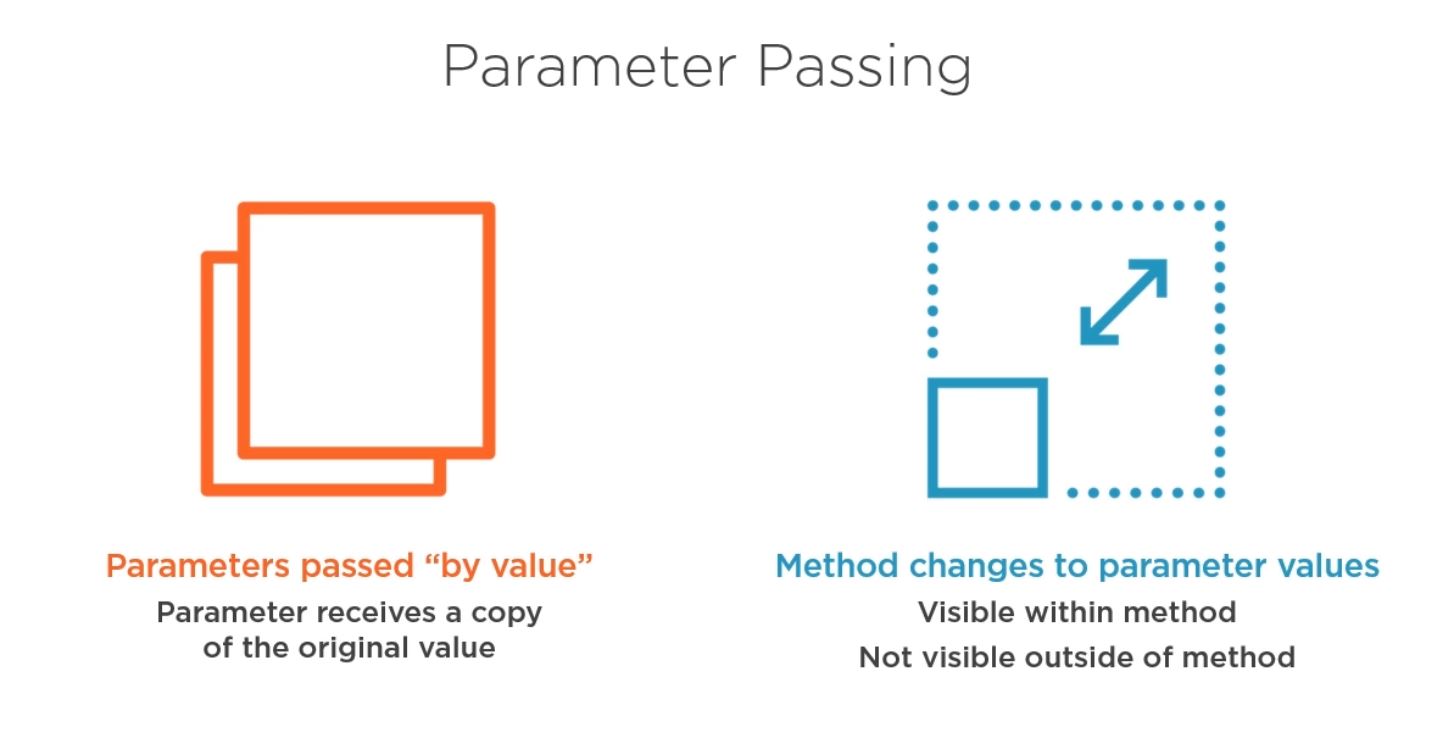 Parameter Passing
Parameters passed “by value”
Parameter receives a copy
of the original value
Method changes to parameter values
Visible within method
Not visible outside of method